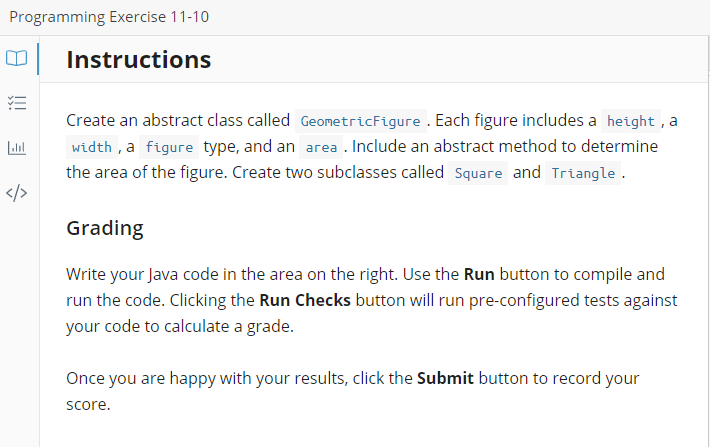 Programming Exercise 11-10
Instructions
Create an abstract class called GeometricFigure . Each figure includes a height , a
width , a figure type, and an area . Include an abstract method to determine
the area of the figure. Create two subclasses called Square and Triangle .
Grading
Write your Java code in the area on the right. Use the Run button to compile and
run the code. Clicking the Run Checks button will run pre-configured tests against
your code to calculate a grade.
Once you are happy with your results, click the Submit button to record your
score.